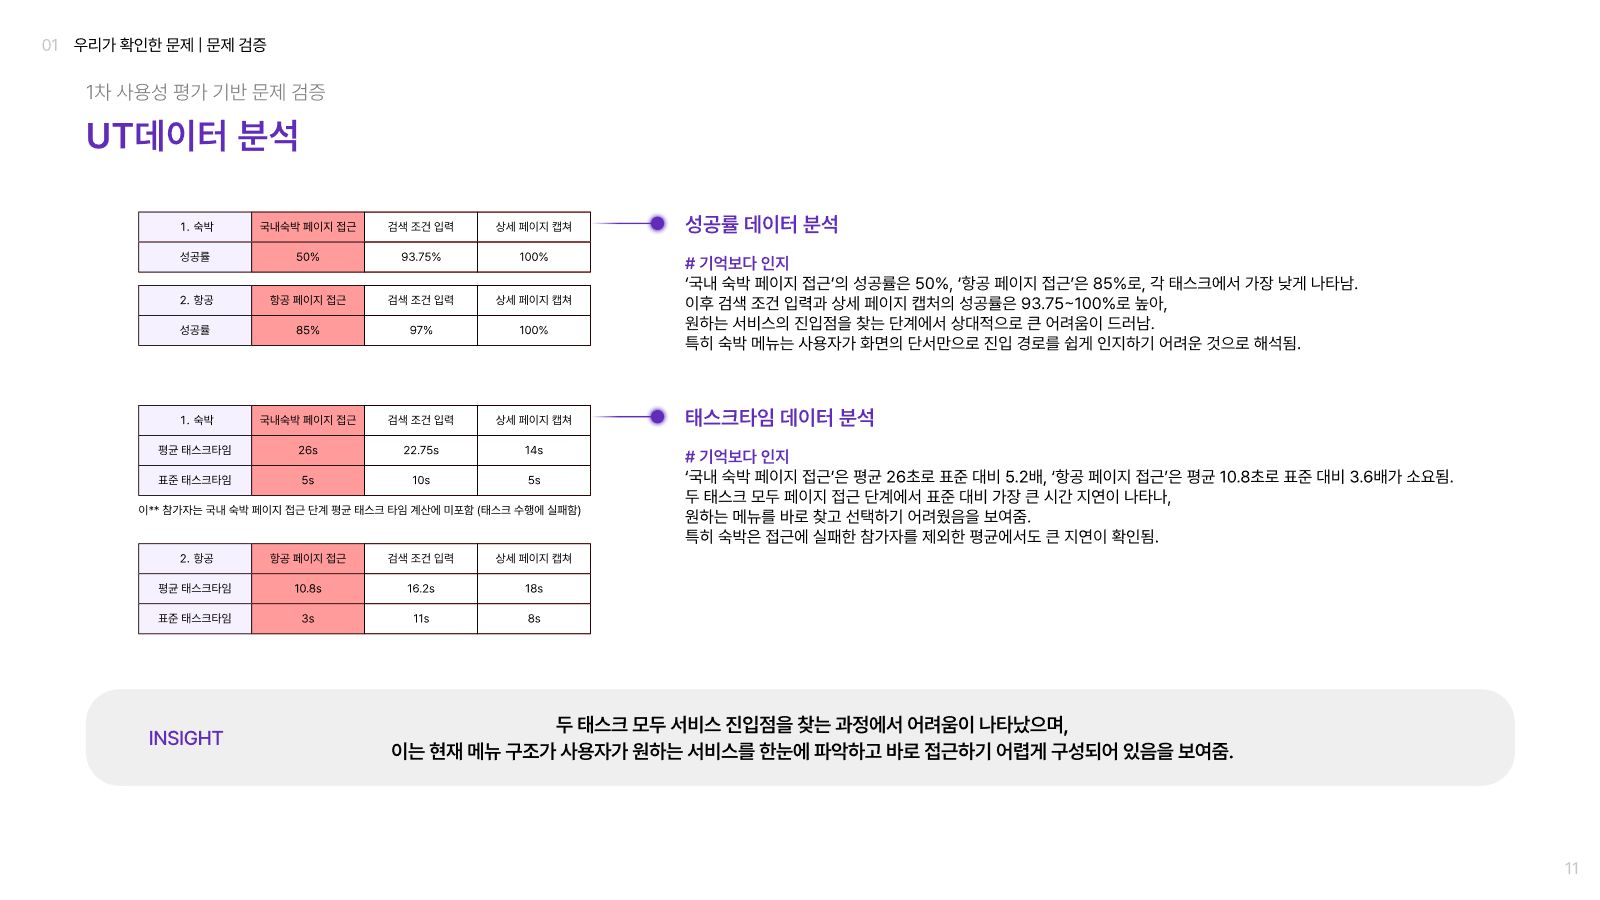 01 우리가 확인한 문제 | 문제 검증
1차 사용성 평가 기반 문제 검증
UT데이터 분석
1. 숙박 국내숙박 페이지 접근 검색 조건 입력 상세 페이지 캡쳐
성공률 50% 93.75% 100%
2. 항공 항공 페이지 접근 검색 조건 입력 상세 페이지 캡쳐
성공률 85% 97% 100%
성공률 데이터 분석
# 기억보다 인지
‘국내 숙박 페이지 접근’의 성공률은 50%, ‘항공 페이지 접근’은 85%로, 각 태스크에서 가장 낮게 나타남.
이후 검색 조건 입력과 상세 페이지 캡처의 성공률은 93.75~100%로 높아,
원하는 서비스의 진입점을 찾는 단계에서 상대적으로 큰 어려움이 드러남.
특히 숙박 메뉴는 사용자가 화면의 단서만으로 진입 경로를 쉽게 인지하기 어려운 것으로 해석됨.
1. 숙박 국내숙박 페이지 접근 검색 조건 입력 상세 페이지 캡쳐
평균 태스크타임 26s 22.75s 14s
표준 태스크타임 5s 10s 5s
이** 참가자는 국내 숙박 페이지 접근 단계 평균 태스크 타임 계산에 미포함 (태스크 수행에 실패함)
2. 항공 항공 페이지 접근 검색 조건 입력 상세 페이지 캡쳐
평균 태스크타임 10.8s 16.2s 18s
표준 태스크타임 3s 11s 8s
태스크타임 데이터 분석
# 기억보다 인지
‘국내 숙박 페이지 접근’은 평균 26초로 표준 대비 5.2배, ‘항공 페이지 접근’은 평균 10.8초로 표준 대비 3.6배가 소요됨.
두 태스크 모두 페이지 접근 단계에서 표준 대비 가장 큰 시간 지연이 나타나,
원하는 메뉴를 바로 찾고 선택하기 어려웠음을 보여줌.
특히 숙박은 접근에 실패한 참가자를 제외한 평균에서도 큰 지연이 확인됨.
INSIGHT
두 태스크 모두 서비스 진입점을 찾는 과정에서 어려움이 나타났으며,
이는 현재 메뉴 구조가 사용자가 원하는 서비스를 한눈에 파악하고 바로 접근하기 어렵게 구성되어 있음을 보여줌.
11